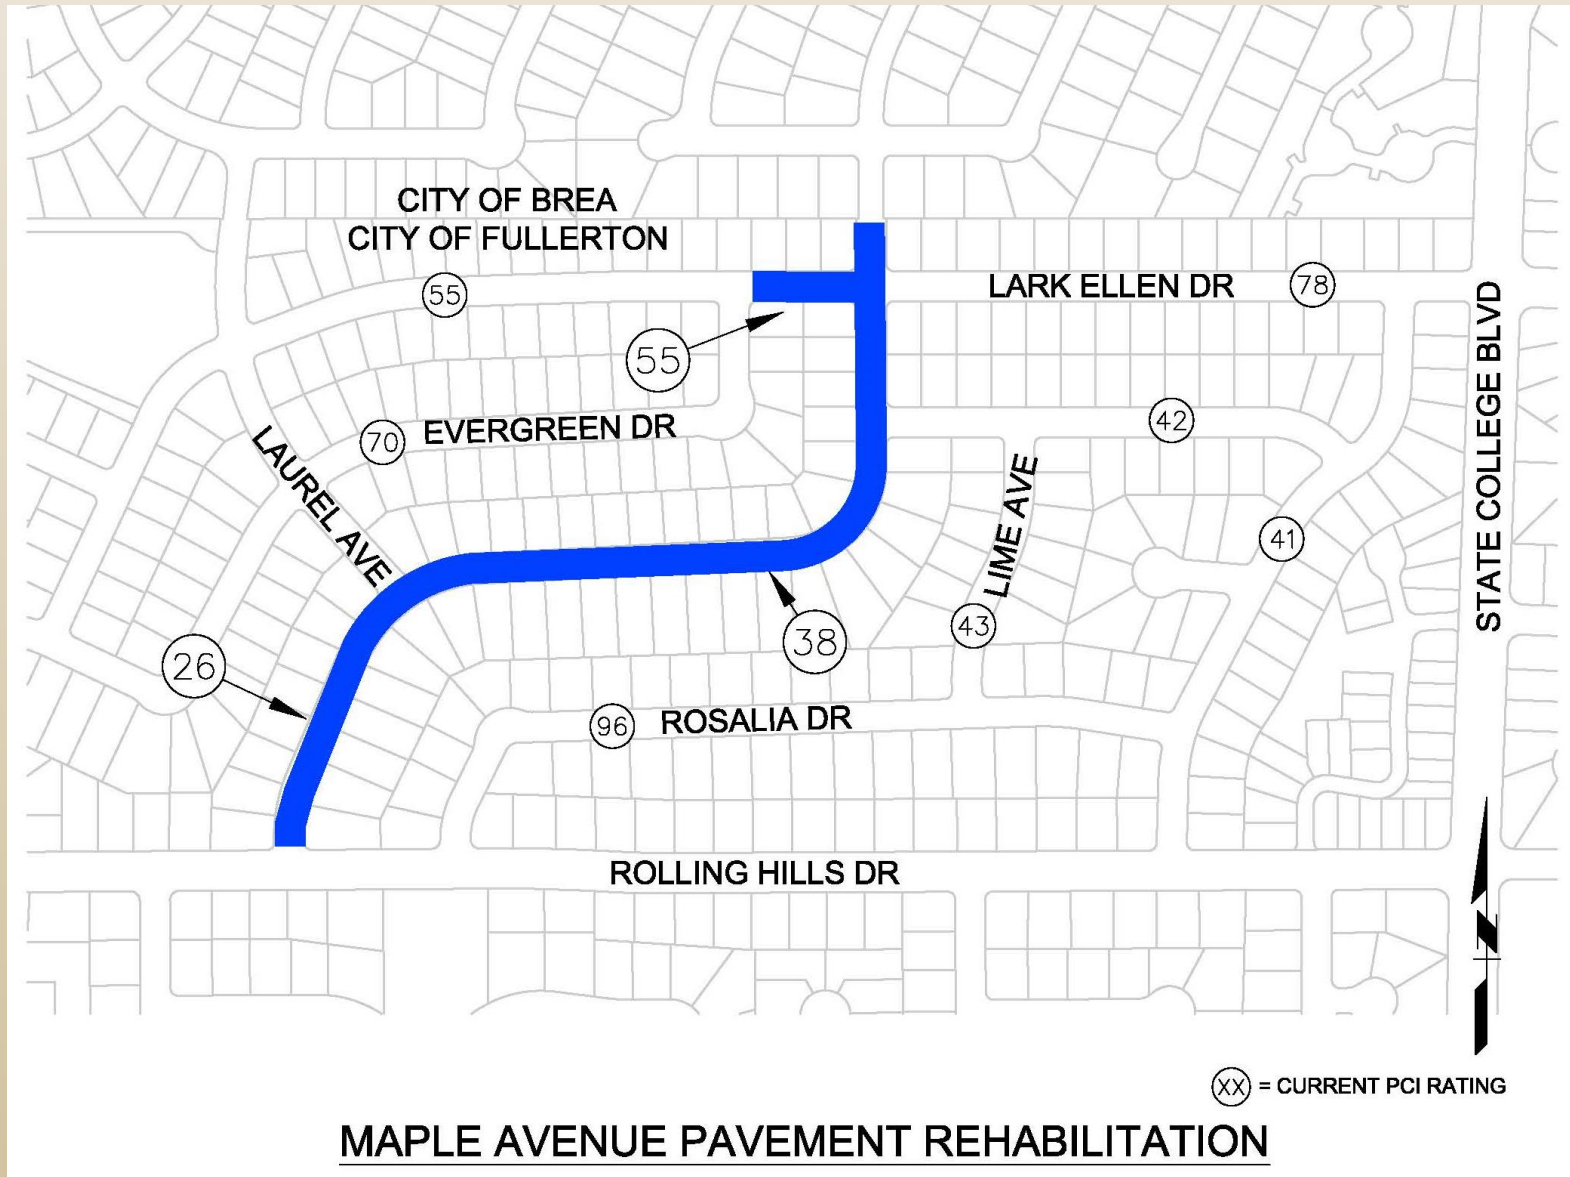 CITY OF BREA
CITY OF FULLERTON
55
LARK ELLEN DR
78
55
STATE COLLEGE BLVD
42
70
EVERGREEN DR
LAUREL AVE
LIME AVE
41
43
38
26
96
ROSALIA DR
ROLLING HILLS DR
N
XX = CURRENT PCI RATING
MAPLE AVENUE PAVEMENT REHABILITATION